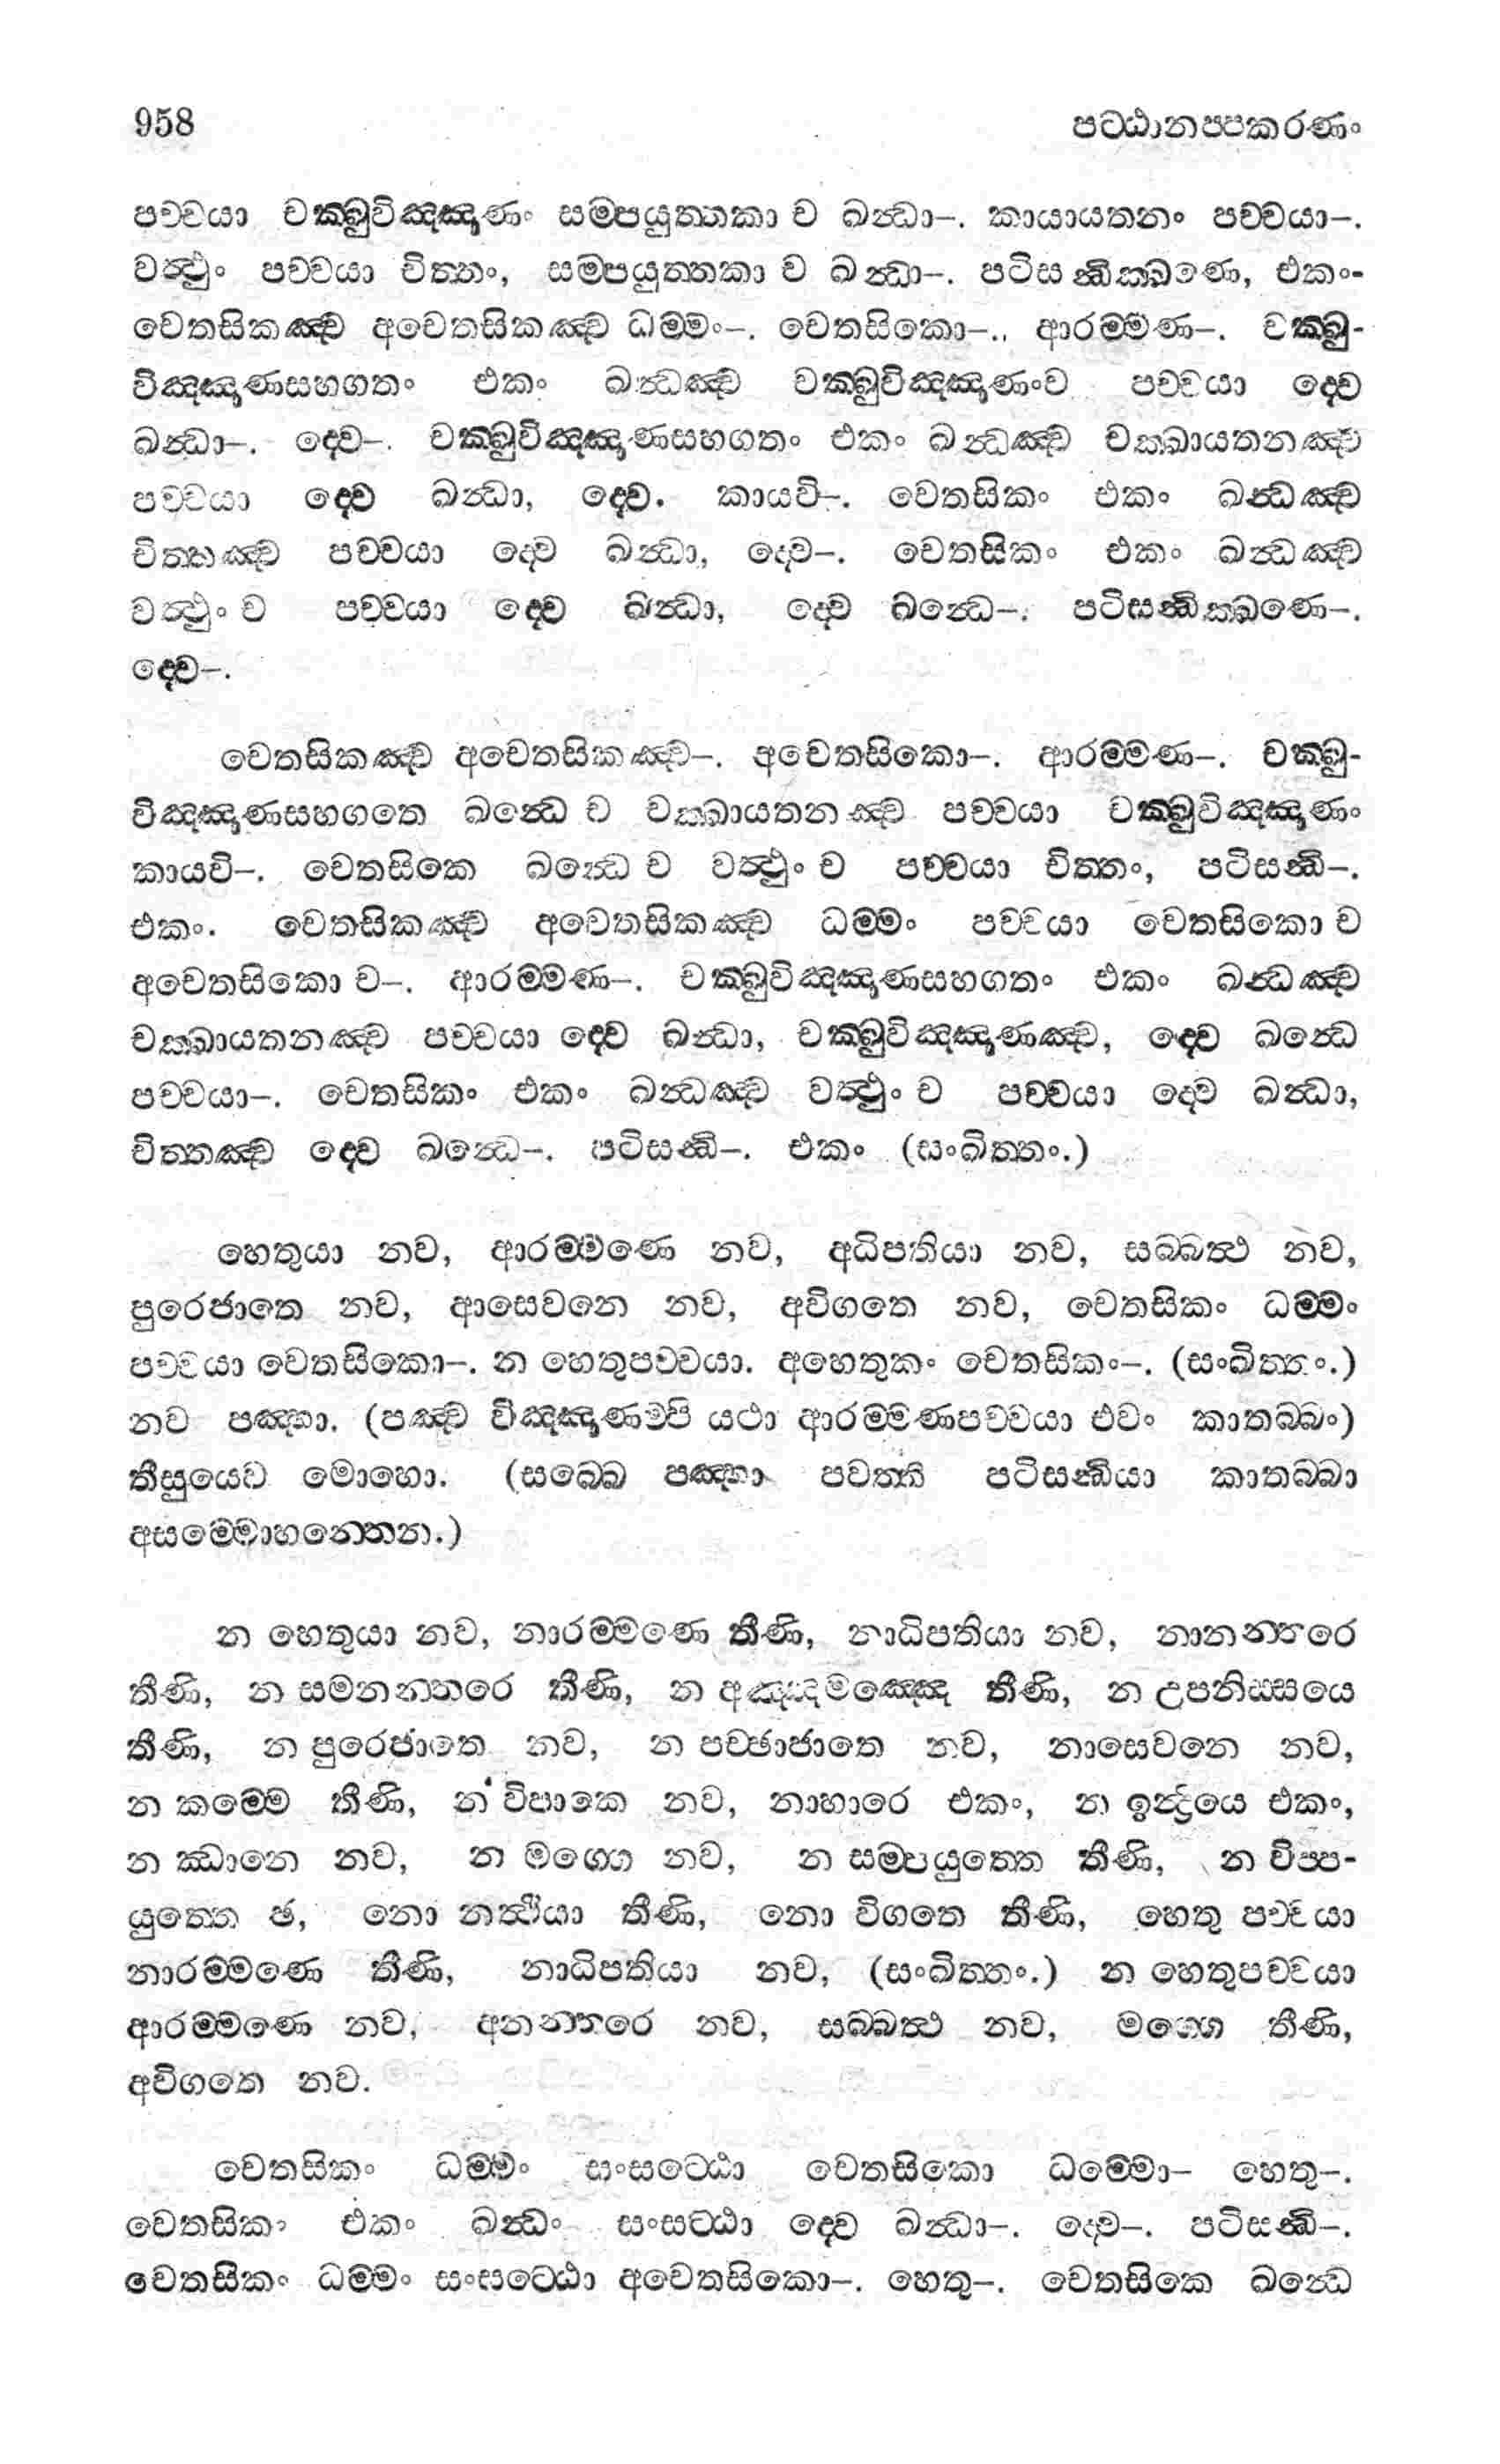 958 පට්ඨානප්පකරණං
පච්චයා චක්ඛුවිඤ්ඤාණං සම්පයුත්තකා ච ඛන්ධා–. කායායතනං පච්චයා–.
වත්ථුං පච්චයා චිත්තං, සම්පයුත්තකා ච ඛන්ධා–. පටිසන්ධික්ඛණෙ, එකං-
චෙතසිකඤ්ච අචෙතසිකඤ්ච ධම්මං–. චෙතසිකො–.. ආරම්මණ–. චක්ඛු-
විඤ්ඤාණසහගතං එකං ඛන්ධඤ්ච චක්ඛුවිඤ්ඤාණංච පච්චයා ද්වෙ
ඛන්ධා–. ද්වෙ–. චක්ඛුවිඤ්ඤාණසහගතං එකං ඛන්ධඤ්ච චක්ඛායතනඤ්ච
පච්චයා ද්වෙ ඛන්ධා, ද්වෙ. කායවි–. චෙතසිකං එකං ඛන්ධඤ්ච
චිත්තඤ්ච පච්චයා ද්වෙ ඛන්ධා, ද්වෙ–. චෙතසිකං එකං ඛන්ධඤ්ච
වත්ථුං ච පච්චයා ද්වෙ ඛන්ධා, ද්වෙ ඛන්ධෙ–. පටිසන්ධික්ඛණෙ–.
ද්වෙ–.
චෙතසිකඤ්ච අචෙතසිකඤ්ච–. අචෙතසිකො–. ආරම්මණ–. චක්ඛු-
විඤ්ඤාණසහගතෙ ඛන්ධෙ ච චක්ඛායතනඤ්ච පච්චයා චක්ඛුවිඤ්ඤාණං
කායවි–. චෙතසිකෙ ඛන්ධෙ ච වත්ථුං ච පච්චයා චිත්තං, පටිසන්ධි–.
එකං. චෙතසිකඤ්ච අචෙතසිකඤ්ච ධම්මං පච්චයා චෙතසිකො ච
අචෙතසිකො ච–. ආරම්මණ–. චක්ඛුවිඤ්ඤාණසහගතං එකං ඛන්ධඤ්ච
චක්ඛායතනඤ්ච පච්චයා ද්වෙ ඛන්ධා, චක්ඛුවිඤ්ඤාණඤ්ච, ද්වෙ ඛන්ධෙ
පච්චයා–. චෙතසිකං එකං ඛන්ධඤ්ච වත්ථුං ච පච්චයා ද්වෙ ඛන්ධා,
චිත්තඤ්ච ද්වෙ ඛන්ධෙ–. පටිසන්ධි–. එකං (සංඛිත්තං.)
හෙතුයා නව, ආරම්මණෙ නව, අධිපතියා නව, සබ්බත්ථ නව,
පුරෙජාතෙ නව, ආසෙවනෙ නව, අවිගතෙ නව, චෙතසිකං ධම්මං
පච්චයා චෙතසිකො–. න හෙතුපච්චයා. අහෙතුකං චෙතසිකං–. (සංඛිත්තං.)
නව පඤ්හා. (පඤ්ච විඤ්ඤාණම්පි යථා ආරම්මණපච්චයා එවං කාතබ්බං)
තීසුයෙව මොහො. (සබ්බෙ පඤ්හා පවත්ති පටිසන්ධියා කාතබ්බා
අසම්මොහන්තෙන.)
න හෙතුයා නව, නාරම්මණෙ තීණි, නාධිපතියා නව, නානන්තරෙ
තීණි, න සමනන්තරෙ තීණි, න අඤ්ඤමඤ්ඤෙ තීණි, න උපනිස්සයෙ
තීණි, න පුරෙජාතෙ නව, න පච්ඡාජාතෙ නව, නාසෙවනෙ නව,
න කම්මෙ තීණි, න විපාකෙ නව, නාහාරෙ එකං, න ඉන්ද්‍රියෙ එකං,
න ඣානෙ නව, න මග්ගෙ නව, න සම්පයුත්තෙ තීණි, න විප්ප-
යුත්තෙ ඡ, නො නත්ථියා තීණි, නො විගතෙ තීණි, හෙතු පච්චයා
නාරම්මණෙ තීණි, නාධිපතියා නව, (සංඛිත්තං.) න හෙතුපච්චයා
ආරම්මණෙ නව, අනන්තරෙ නව, සබ්බත්ථ නව, මග්ගෙ තීණි,
අවිගතෙ නව.
චෙතසිකං ධම්මං සංසට්ඨො චෙතසිකො ධම්මො– හෙතු–.
චෙතසිකං එකං ඛන්ධං සංසට්ඨා ද්වෙ ඛන්ධා–. ද්වෙ–. පටිසන්ධි–.
චෙතසිකං ධම්මං සංසට්ඨො අචෙතසිකො–. හෙතු–. චෙතසිකෙ ඛන්ධෙ